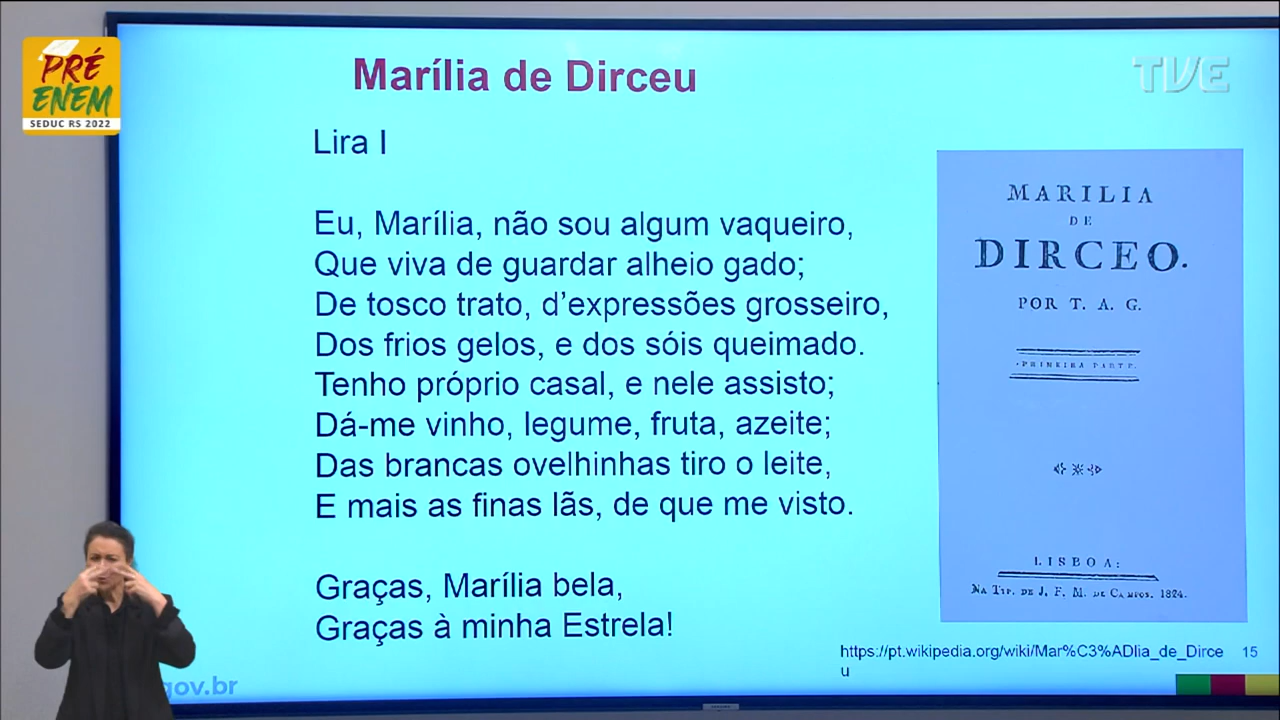 PRÉ
ENEM
SEDUC RS 2022
TVE
Marília de Dirceu
Lira I
Eu, Marília, não sou algum vaqueiro,
Que viva de guardar alheio gado;
De tosco trato, d’expressões grosseiro,
Dos frios gelos, e dos sóis queimado.
Tenho próprio casal, e nele assisto;
Dá-me vinho, legume, fruta, azeite;
Das brancas ovelhinhas tiro o leite,
E mais as finas lãs, de que me visto.
Graças, Marília bela,
Graças à minha Estrela!
MARILIA
DE
DIRCEO.
POR T. A. G.
PRIMEIRA PARTE.
LISBOA:
NA TIP. DE J. F. M. DE CAMPOS. 1824.
https://pt.wikipedia.org/wiki/Mar%C3%ADlia_de_Dirce
u
15
gov.br